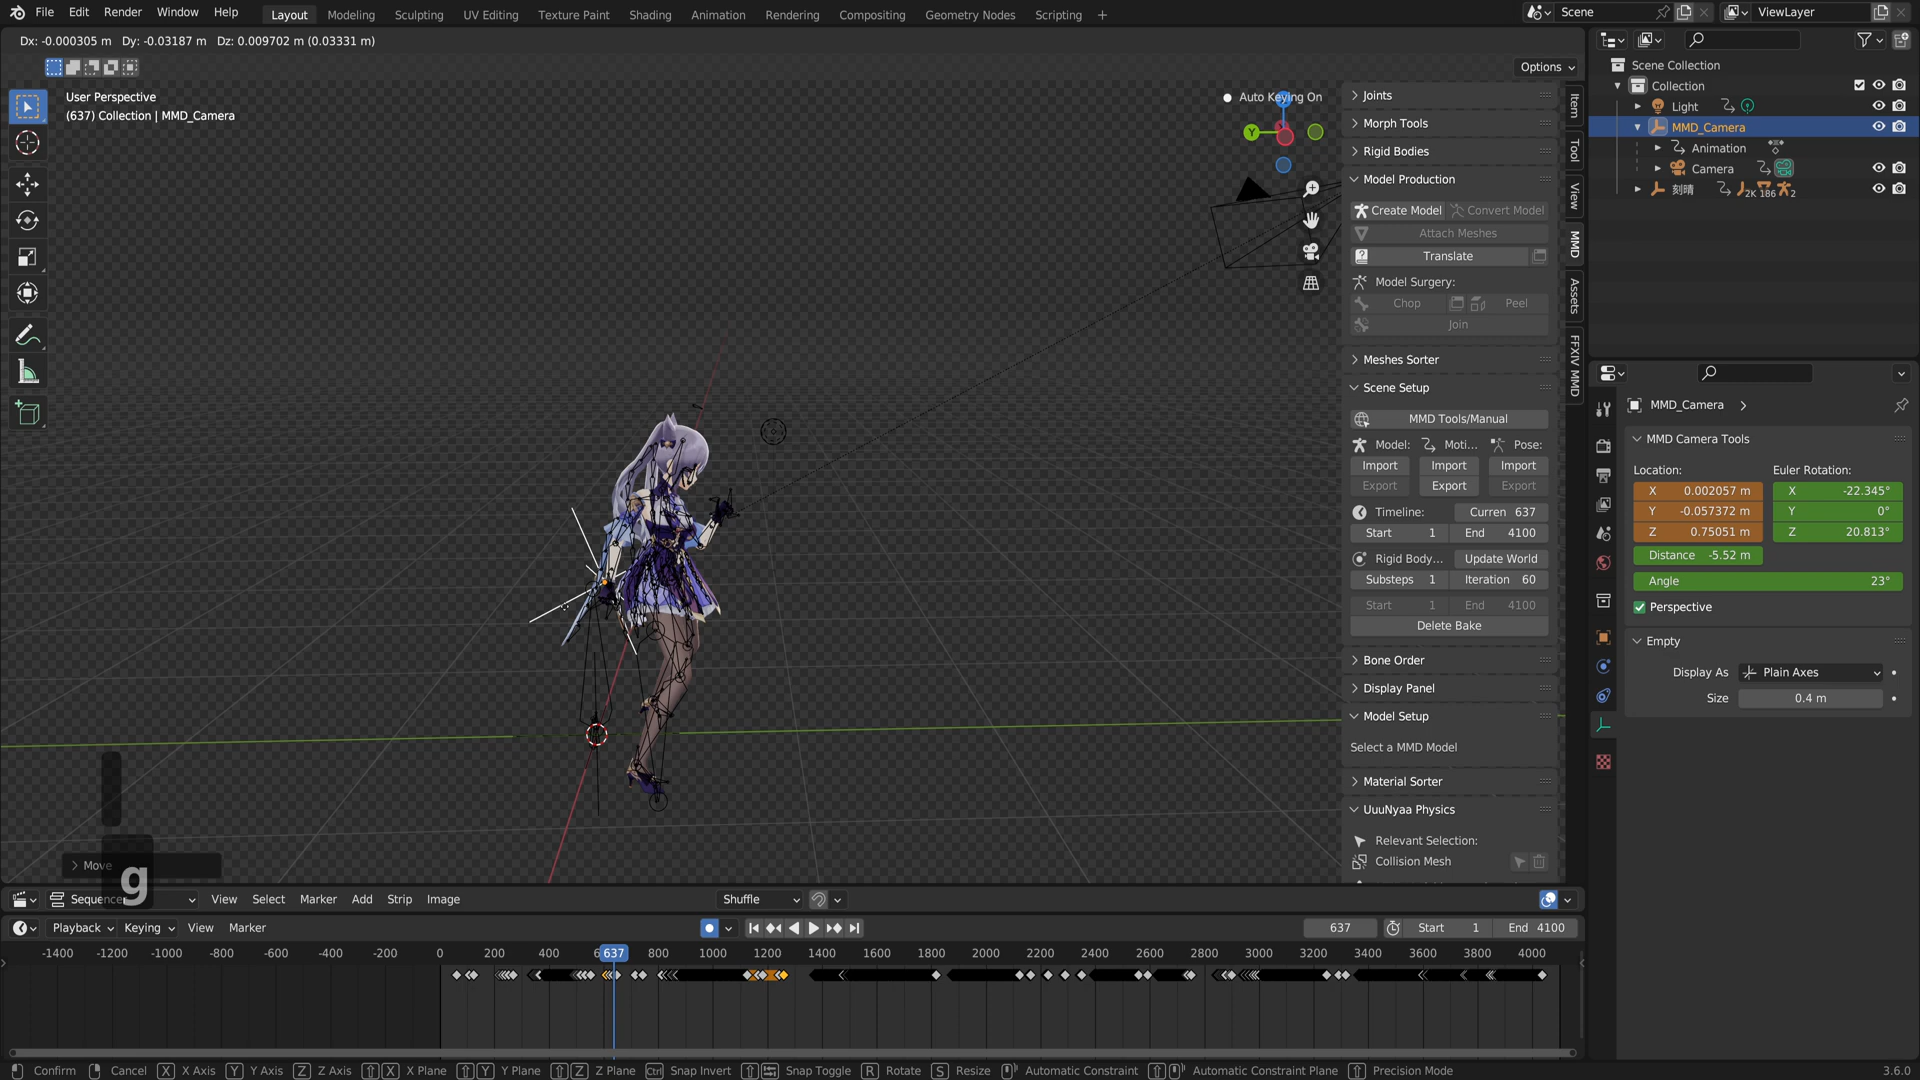 File Edit Render Window Help Layout Modeling Sculpting UV Editing Texture Paint Shading Animation Rendering Compositing Geometry Nodes Scripting + Scene ViewLayer
Dx: -0.000305 m Dy: -0.03187 m Dz: 0.009702 m (0.03331 m)
Options
User Perspective
(637) Collection | MMD_Camera
Auto Keying On
Y
Joints
Morph Tools
Rigid Bodies
Model Production
Create Model Convert Model
Attach Meshes
Translate
Model Surgery:
Chop Peel
Join
Meshes Sorter
Scene Setup
MMD Tools/Manual
Model: Moti... Pose:
Import Import Import
Export Export Export
Timeline: Curren 637
Start 1 End 4100
Rigid Body... Update World
Substeps 1 Iteration 60
Start 1 End 4100
Delete Bake
Bone Order
Display Panel
Model Setup
Select a MMD Model
Material Sorter
UuuNyaa Physics
Relevant Selection:
Collision Mesh
Item
Tool
View
MMD
Assets
FFXIV MMD
Scene Collection
Collection
Light
MMD_Camera
Animation
Camera
刻晴 2K 186 2
MMD_Camera
MMD Camera Tools
Location: Euler Rotation:
X 0.002057 m X -22.345°
Y -0.057372 m Y 0°
Z 0.75051 m Z 20.813°
Distance -5.52 m
Angle 23°
Perspective
Empty
Display As Plain Axes
Size 0.4 m
Move
g
View Select Marker Add Strip Image Shuffle
Playback Keying View Marker 637 Start 1 End 4100
-1400 -1200 -1000 -800 -600 -400 -200 0 200 400 637 800 1000 1200 1400 1600 1800 2000 2200 2400 2600 2800 3000 3200 3400 3600 3800 4000
Confirm Cancel X X Axis Y Y Axis Z Z Axis X X Plane Y Y Plane Z Z Plane Ctrl Snap Invert Snap Toggle R Rotate S Resize Automatic Constraint Automatic Constraint Plane Precision Mode 3.6.0